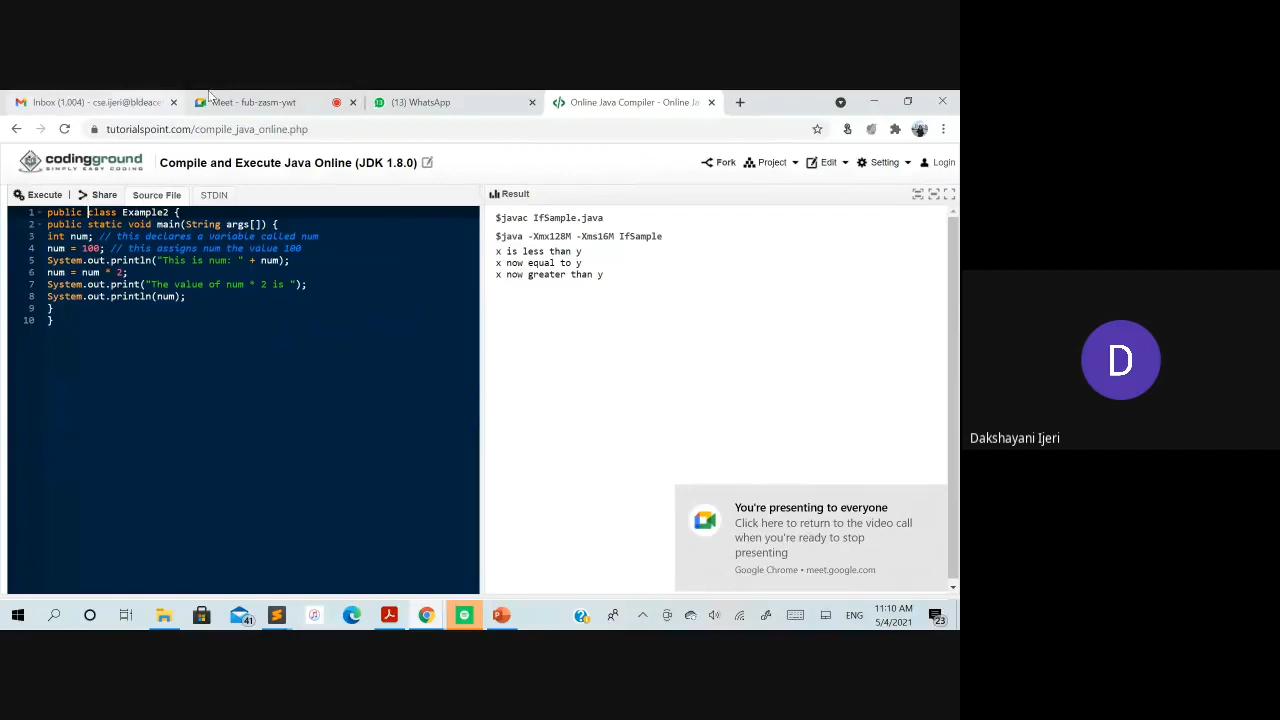 Inbox (1,004) - cse.ijeri@bldeace
Meet - fub-zasm-ywt
(13) WhatsApp
Online Java Compiler - Online Ja
tutorialspoint.com/compile_java_online.php
codingground
SIMPLY EASY CODING
Compile and Execute Java Online (JDK 1.8.0)
Fork
Project
Edit
Setting
Login
Execute
Share
Source File
STDIN
Result
1 public class Example2 {
2 public static void main(String args[]) {
3 int num; // this declares a variable called num
4 num = 100; // this assigns num the value 100
5 System.out.println("This is num: " + num);
6 num = num * 2;
7 System.out.print("The value of num * 2 is ");
8 System.out.println(num);
9 }
10 }
$javac IfSample.java
$java -Xmx128M -Xms16M IfSample
x is less than y
x now equal to y
x now greater than y
You're presenting to everyone
Click here to return to the video call
when you're ready to stop
presenting
Google Chrome • meet.google.com
D
Dakshayani Ijeri
41
ENG
11:10 AM
5/4/2021
23